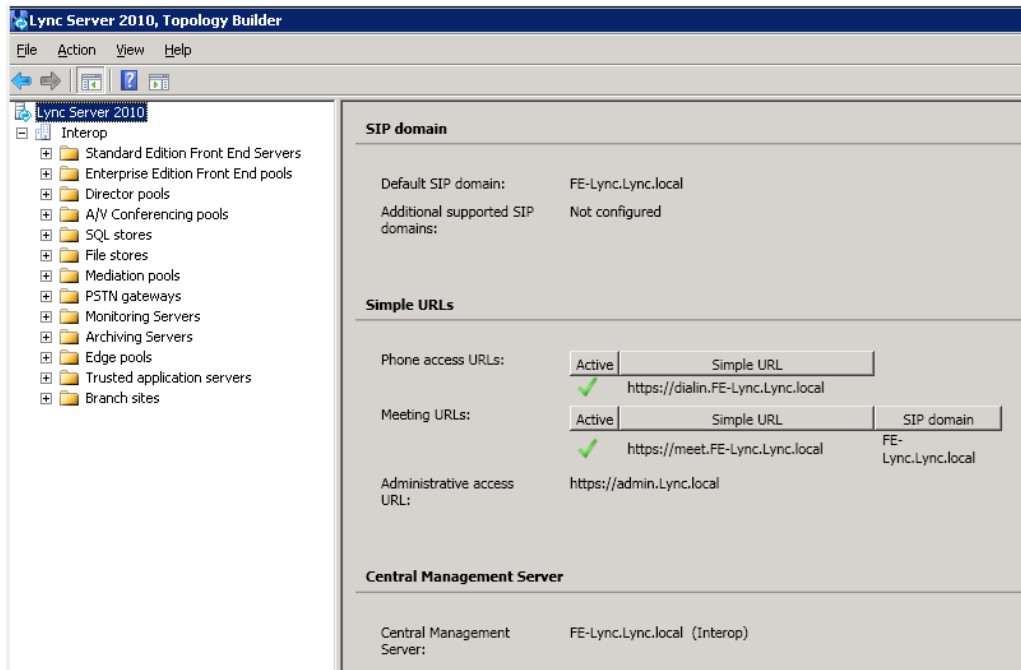 Lync Server 2010, Topology Builder
File Action View Help
Lync Server 2010
Interop
Standard Edition Front End Servers
Enterprise Edition Front End pools
Director pools
A/V Conferencing pools
SQL stores
File stores
Mediation pools
PSTN gateways
Monitoring Servers
Archiving Servers
Edge pools
Trusted application servers
Branch sites
SIP domain
Default SIP domain: FE-Lync.Lync.local
Additional supported SIP Not configured
domains:
Simple URLs
Phone access URLs: Active Simple URL
https://dialin.FE-Lync.Lync.local
Meeting URLs: Active Simple URL SIP domain
https://meet.FE-Lync.Lync.local FE-
Lync.Lync.local
Administrative access https://admin.Lync.local
URL:
Central Management Server
Central Management FE-Lync.Lync.local (Interop)
Server: